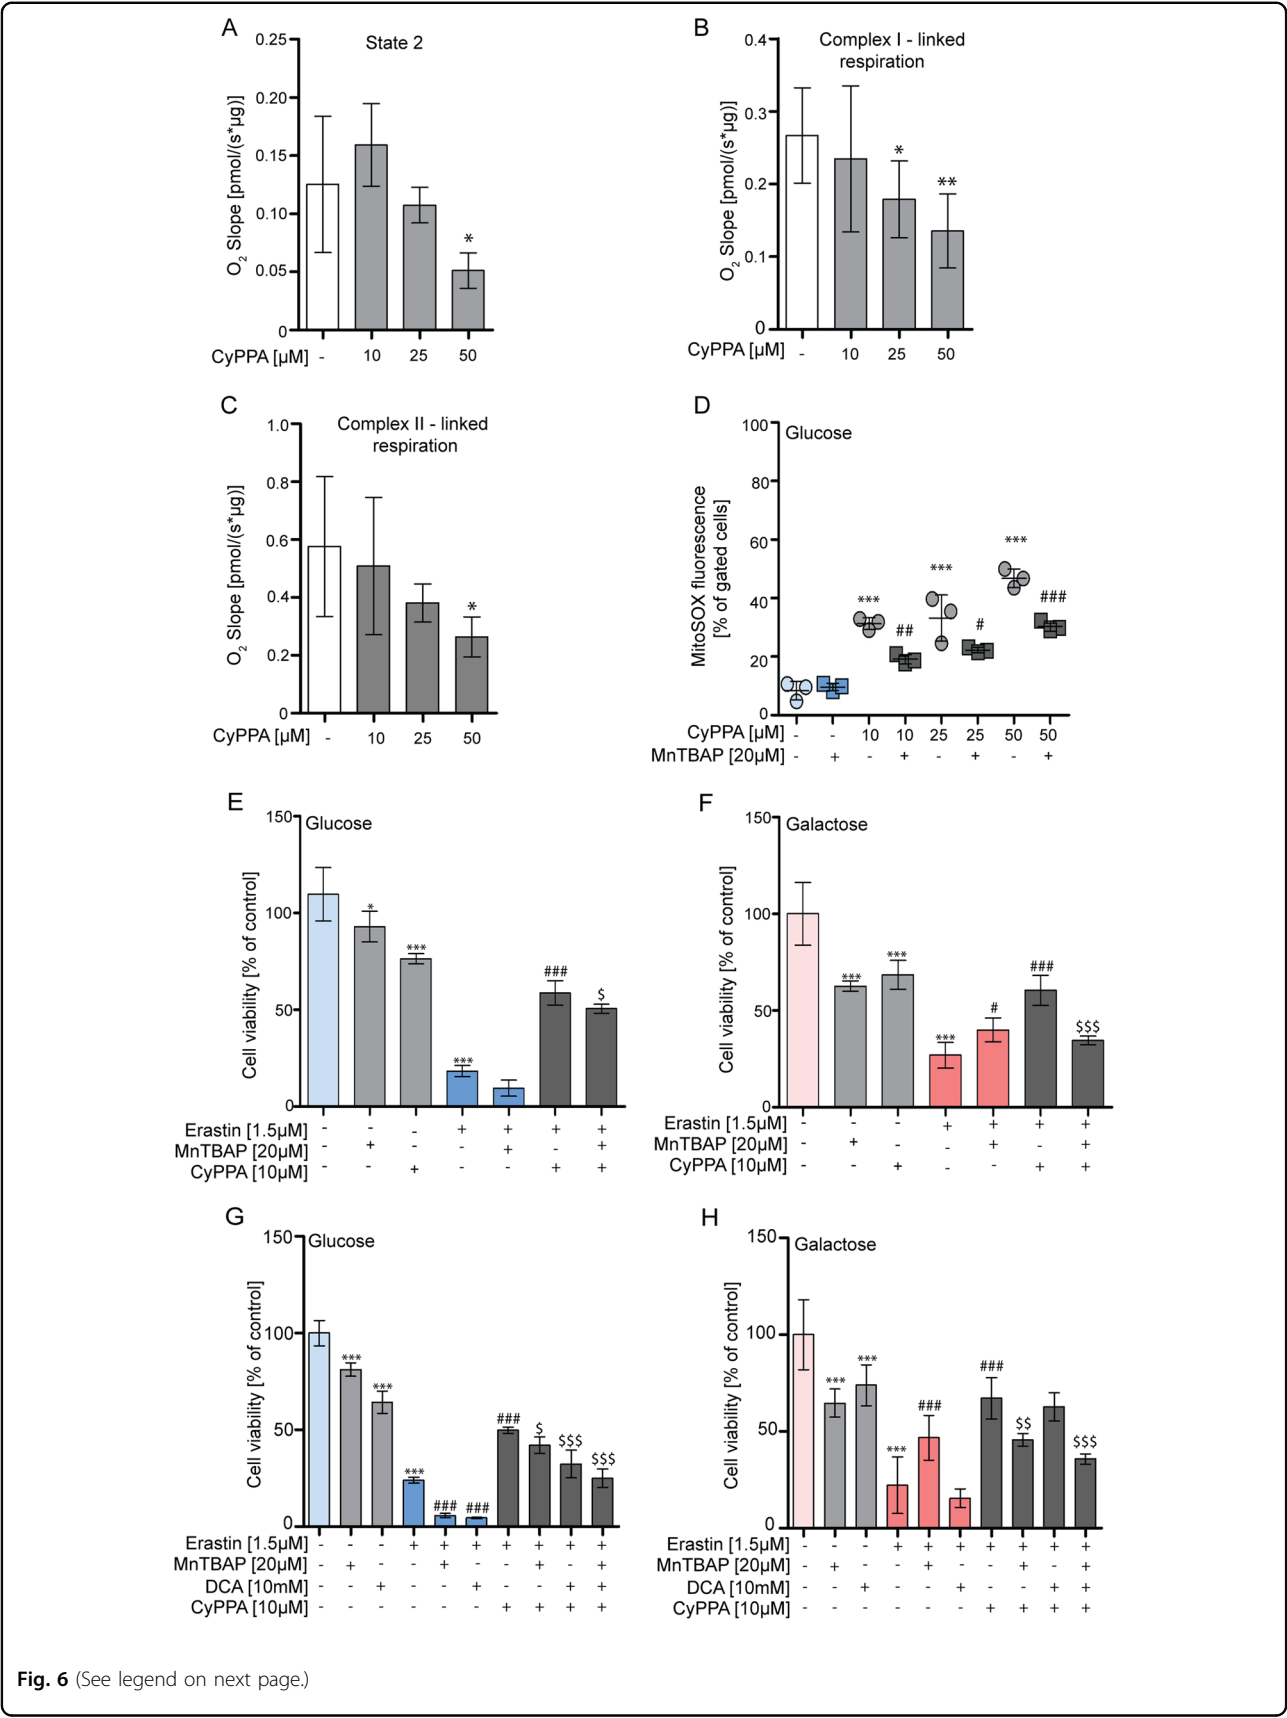 A
State 2
O2 Slope [pmol/(s*µg)]
0.25
0.20
0.15
0.10
0.05
0
*
CyPPA [µM] - 10 25 50
B
Complex I - linked
respiration
O2 Slope [pmol/(s*µg)]
0.4
0.3
0.2
0.1
0
* **
CyPPA [µM] - 10 25 50
C
Complex II - linked
respiration
O2 Slope [pmol/(s*µg)]
1.0
0.8
0.6
0.4
0.2
0
*
CyPPA [µM] - 10 25 50
D
Glucose
MitoSOX fluorescence
[% of gated cells]
100
80
60
40
20
0
*** ## *** # *** ###
CyPPA [µM] - - 10 10 25 25 50 50
MnTBAP [20µM] - + - + - + - +
E
Glucose
Cell viability [% of control]
150
100
50
0
* *** *** ### $
Erastin [1.5µM] - - - + + + +
MnTBAP [20µM] - + - - + - +
CyPPA [10µM] - - + - - + +
F
Galactose
Cell viability [% of control]
150
100
50
0
*** *** *** # ### $$$
Erastin [1.5µM] - - - + + + +
MnTBAP [20µM] - + - - + - +
CyPPA [10µM] - - + - - + +
G
Glucose
Cell viability [% of control]
150
100
50
0
*** *** *** ### ### ### $ $$$ $$$
Erastin [1.5µM] - - - + + + + + + +
MnTBAP [20µM] - + - - + - - + - +
DCA [10mM] - - + - - + - - + +
CyPPA [10µM] - - - - - - + + + +
H
Galactose
Cell viability [% of control]
150
100
50
0
*** *** *** ### ### $$ $$$
Erastin [1.5µM] - - - + + + + + + +
MnTBAP [20µM] - + - - + - - + - +
DCA [10mM] - - + - - + - - + +
CyPPA [10µM] - - - - - - + + + +
Fig. 6 (See legend on next page.)